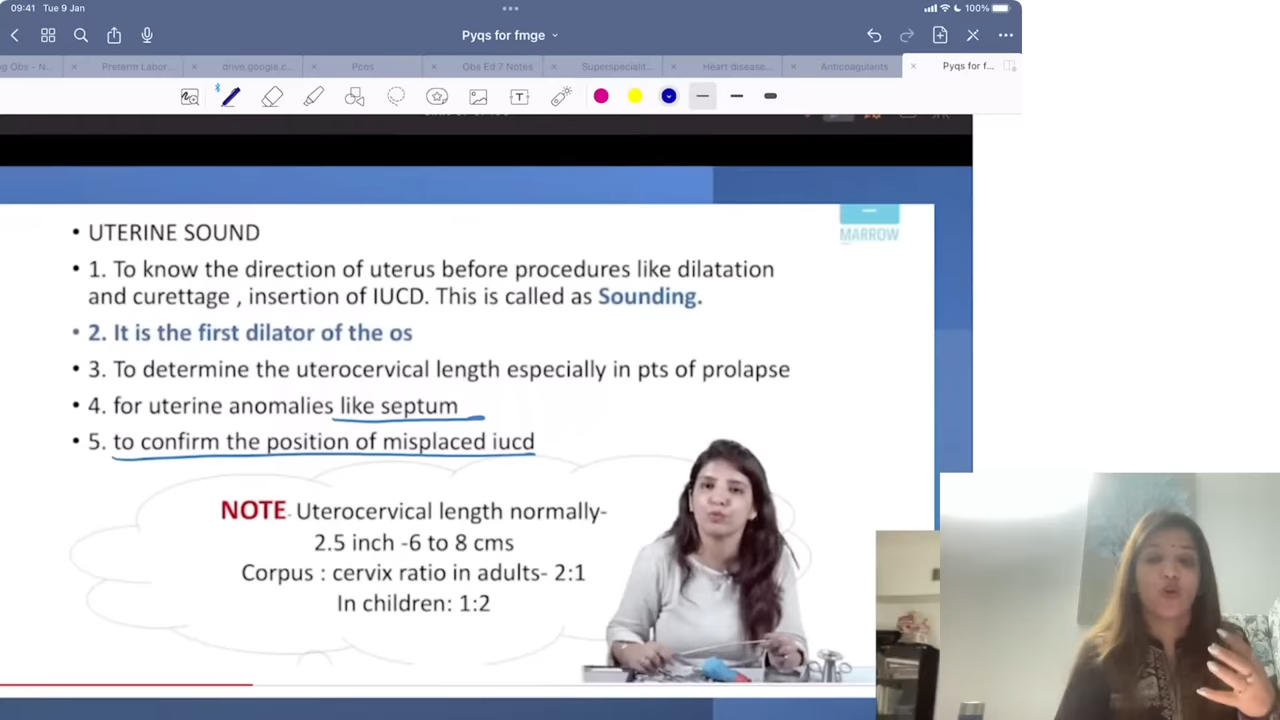 09:41 Tue 9 Jan
100%
Pyqs for fmge
g Obs - N...
Preterm Labor...
drive.google.c...
Pcos
Obs Ed 7 Notes
Superspecialit...
Heart disease...
Anticoagulants
Pyqs for f...
MARROW
• UTERINE SOUND
• 1. To know the direction of uterus before procedures like dilatation
and curettage , insertion of IUCD. This is called as Sounding.
• 2. It is the first dilator of the os
• 3. To determine the uterocervical length especially in pts of prolapse
• 4. for uterine anomalies like septum
• 5. to confirm the position of misplaced iucd
NOTE- Uterocervical length normally-
2.5 inch -6 to 8 cms
Corpus : cervix ratio in adults- 2:1
In children: 1:2